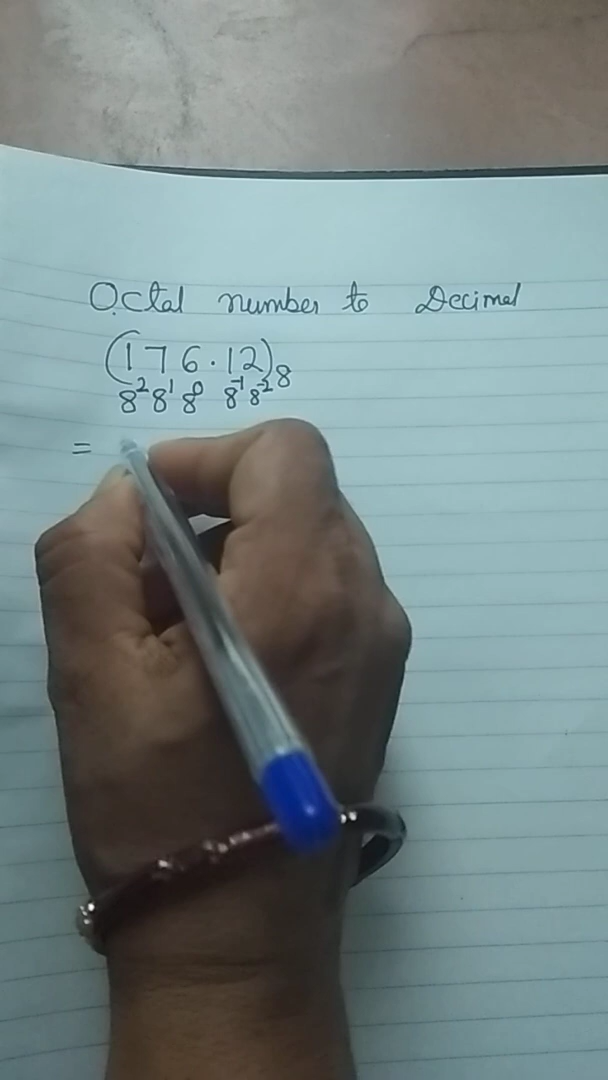 Octal number to Decimal
(176.12)₈
8² 8¹ 8⁰ 8⁻¹ 8⁻²
=